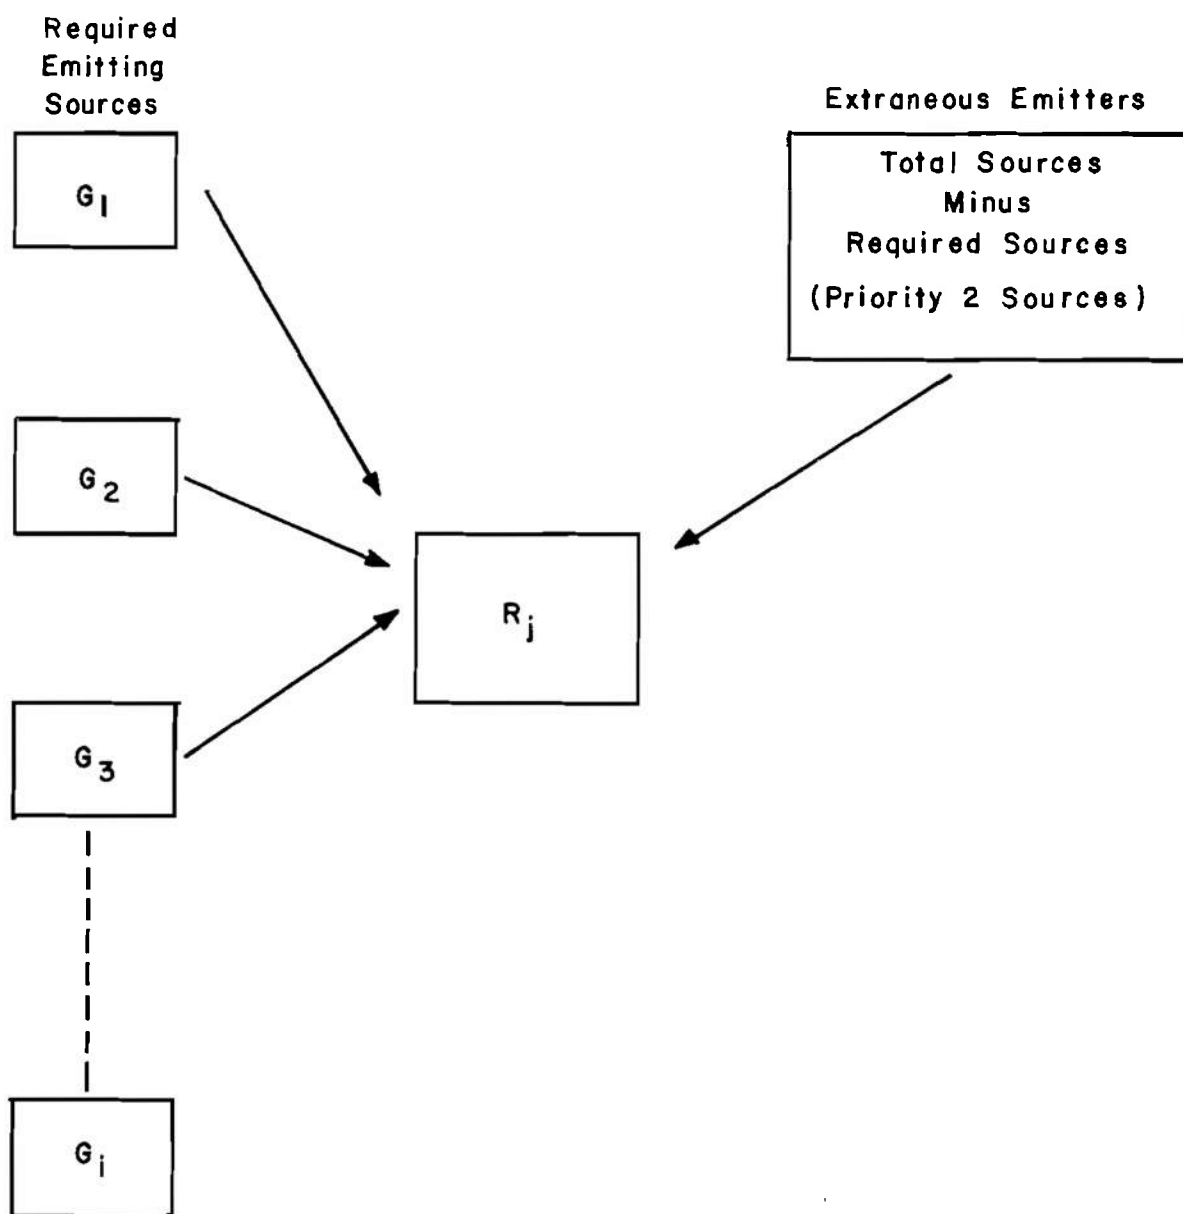 Required
Emitting
Sources
G1
G2
G3
Gi
Rj
Extraneous Emitters
Total Sources
Minus
Required Sources
(Priority 2 Sources)